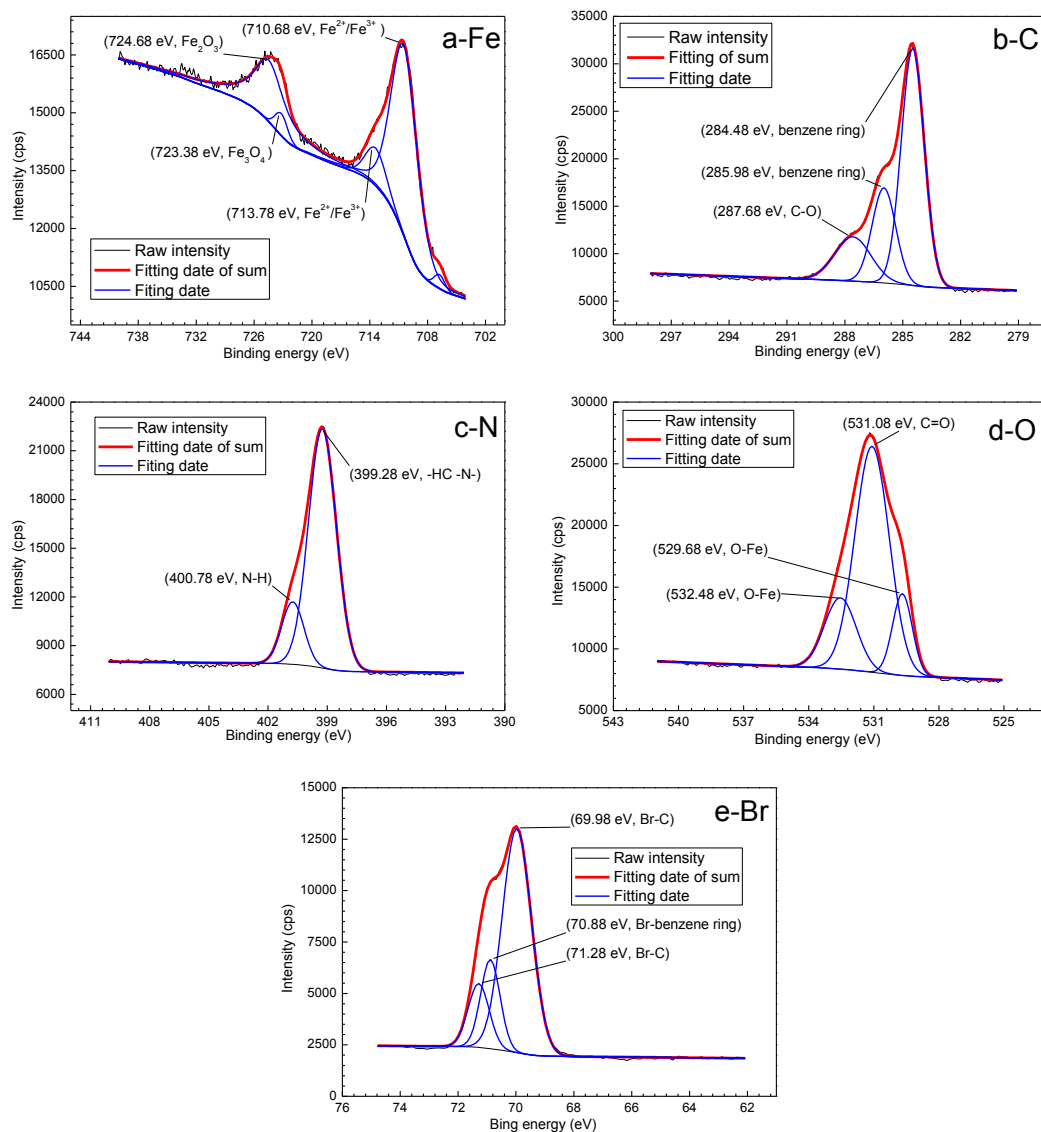 a-Fe
(724.68 eV, Fe2O3)
(710.68 eV, Fe2+/Fe3+)
(723.38 eV, Fe3O4)
(713.78 eV, Fe2+/Fe3+)
Raw intensity
Fitting date of sum
Fiting date
Intensity (cps)
16500
15000
13500
12000
10500
744 738 732 726 720 714 708 702
Binding energy (eV)
b-C
Raw intensity
Fitting of sum
Fitting date
(284.48 eV, benzene ring)
(285.98 eV, benzene ring)
(287.68 eV, C-O)
Intensity (cps)
35000
30000
25000
20000
15000
10000
5000
300 297 294 291 288 285 282 279
Binding energy (eV)
c-N
Raw intensity
Fitting date of sum
Fiting date
(399.28 eV, -HC -N-)
(400.78 eV, N-H)
Intensity (cps)
24000
21000
18000
15000
12000
9000
6000
411 408 405 402 399 396 393 390
Binding energy (eV)
d-O
Raw intensity
Fitting date of sum
Fitting date
(531.08 eV, C=O)
(529.68 eV, O-Fe)
(532.48 eV, O-Fe)
Intensity (cps)
30000
26000
22000
18000
14000
10000
6000
543 540 537 534 531 528 525
Binding energy (eV)
e-Br
(69.98 eV, Br-C)
Raw intensity
Fitting date of sum
Fitting date
(70.88 eV, Br-benzene ring)
(71.28 eV, Br-C)
Intensity (cps)
15000
12500
10000
7500
5000
2500
0
76 74 72 70 68 66 64 62
Bing energy (eV)